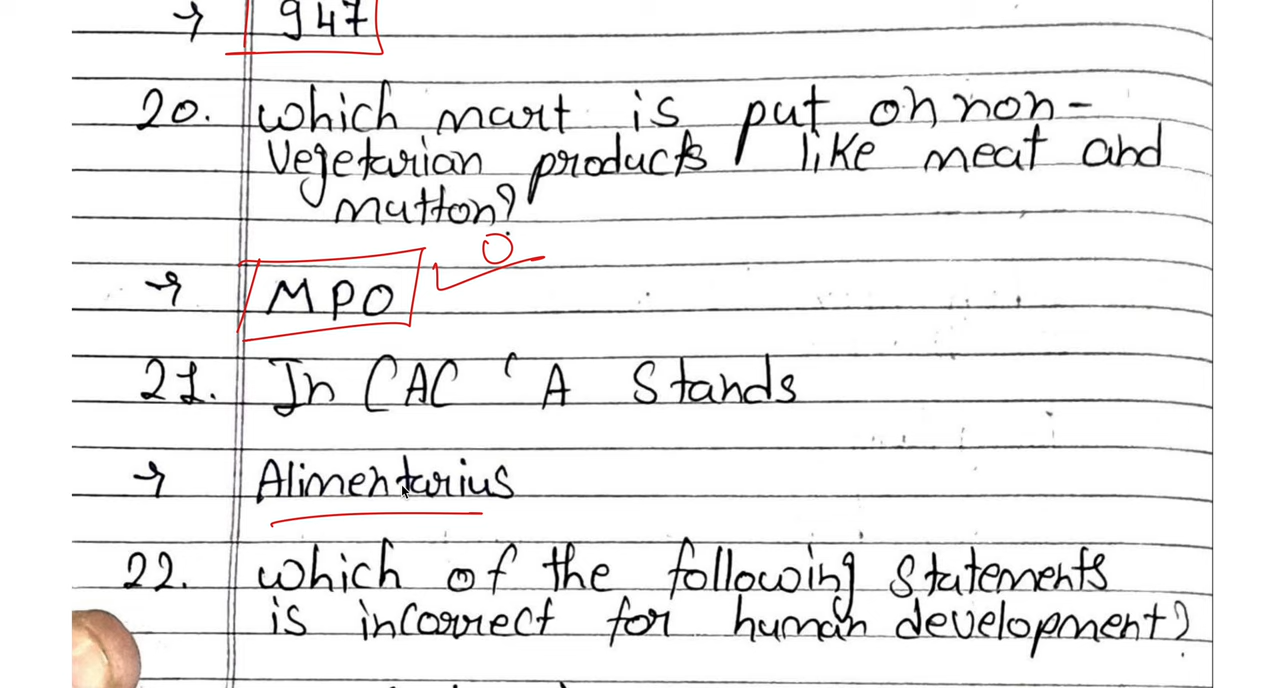 → 947
20. which mart is put on non-
Vegetarian products like meat and
mutton?
→ MPO
21. In CAC ' A Stands
→ Alimentarius
22. which of the following statements
is incorrect for human development?